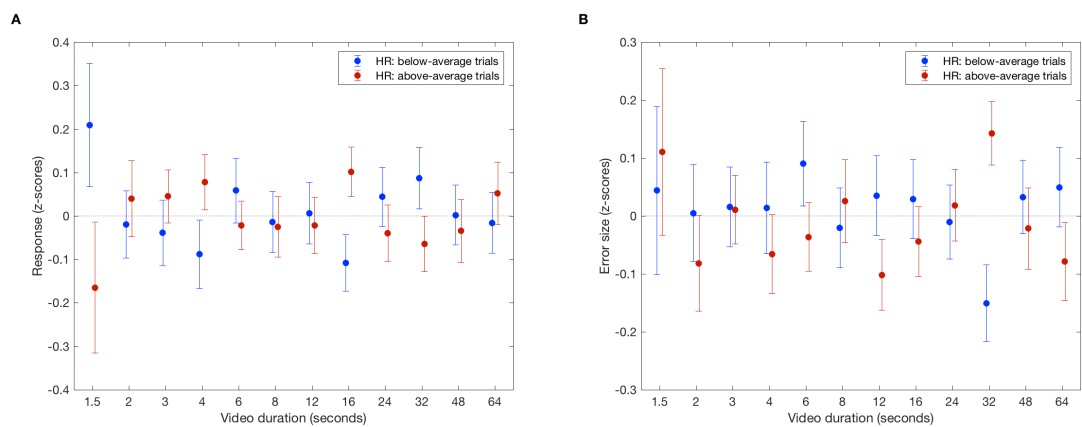 A
Response (z-scores)
0.4
0.3
0.2
0.1
0
-0.1
-0.2
-0.3
-0.4
HR: below-average trials
HR: above-average trials
1.5 2 3 4 6 8 12 16 24 32 48 64
Video duration (seconds)
B
Error size (z-scores)
0.3
0.2
0.1
0
-0.1
-0.2
-0.3
HR: below-average trials
HR: above-average trials
1.5 2 3 4 6 8 12 16 24 32 48 64
Video duration (seconds)